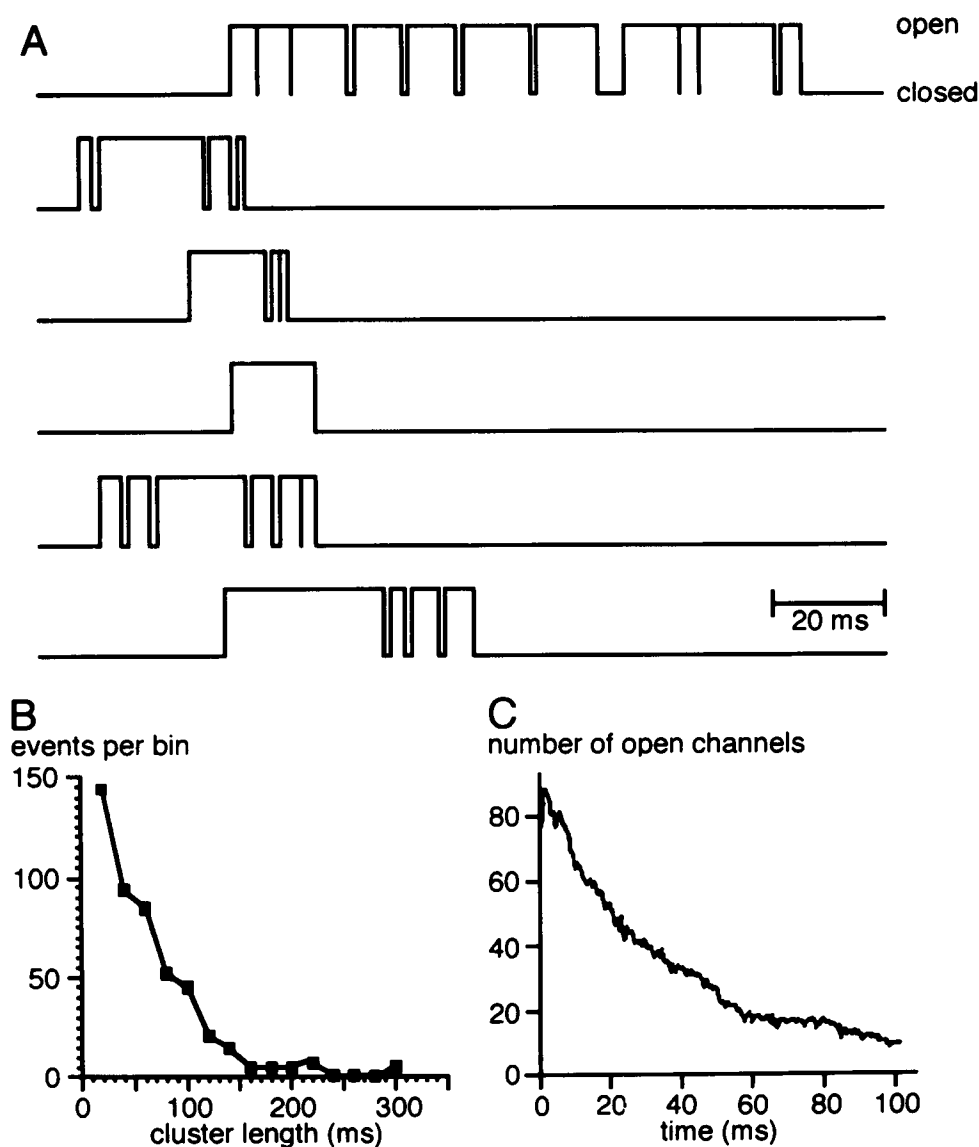 A
open
closed
20 ms
B
events per bin
150
100
50
0
0 100 200 300
cluster length (ms)
C
number of open channels
80
60
40
20
0
0 20 40 60 80 100
time (ms)